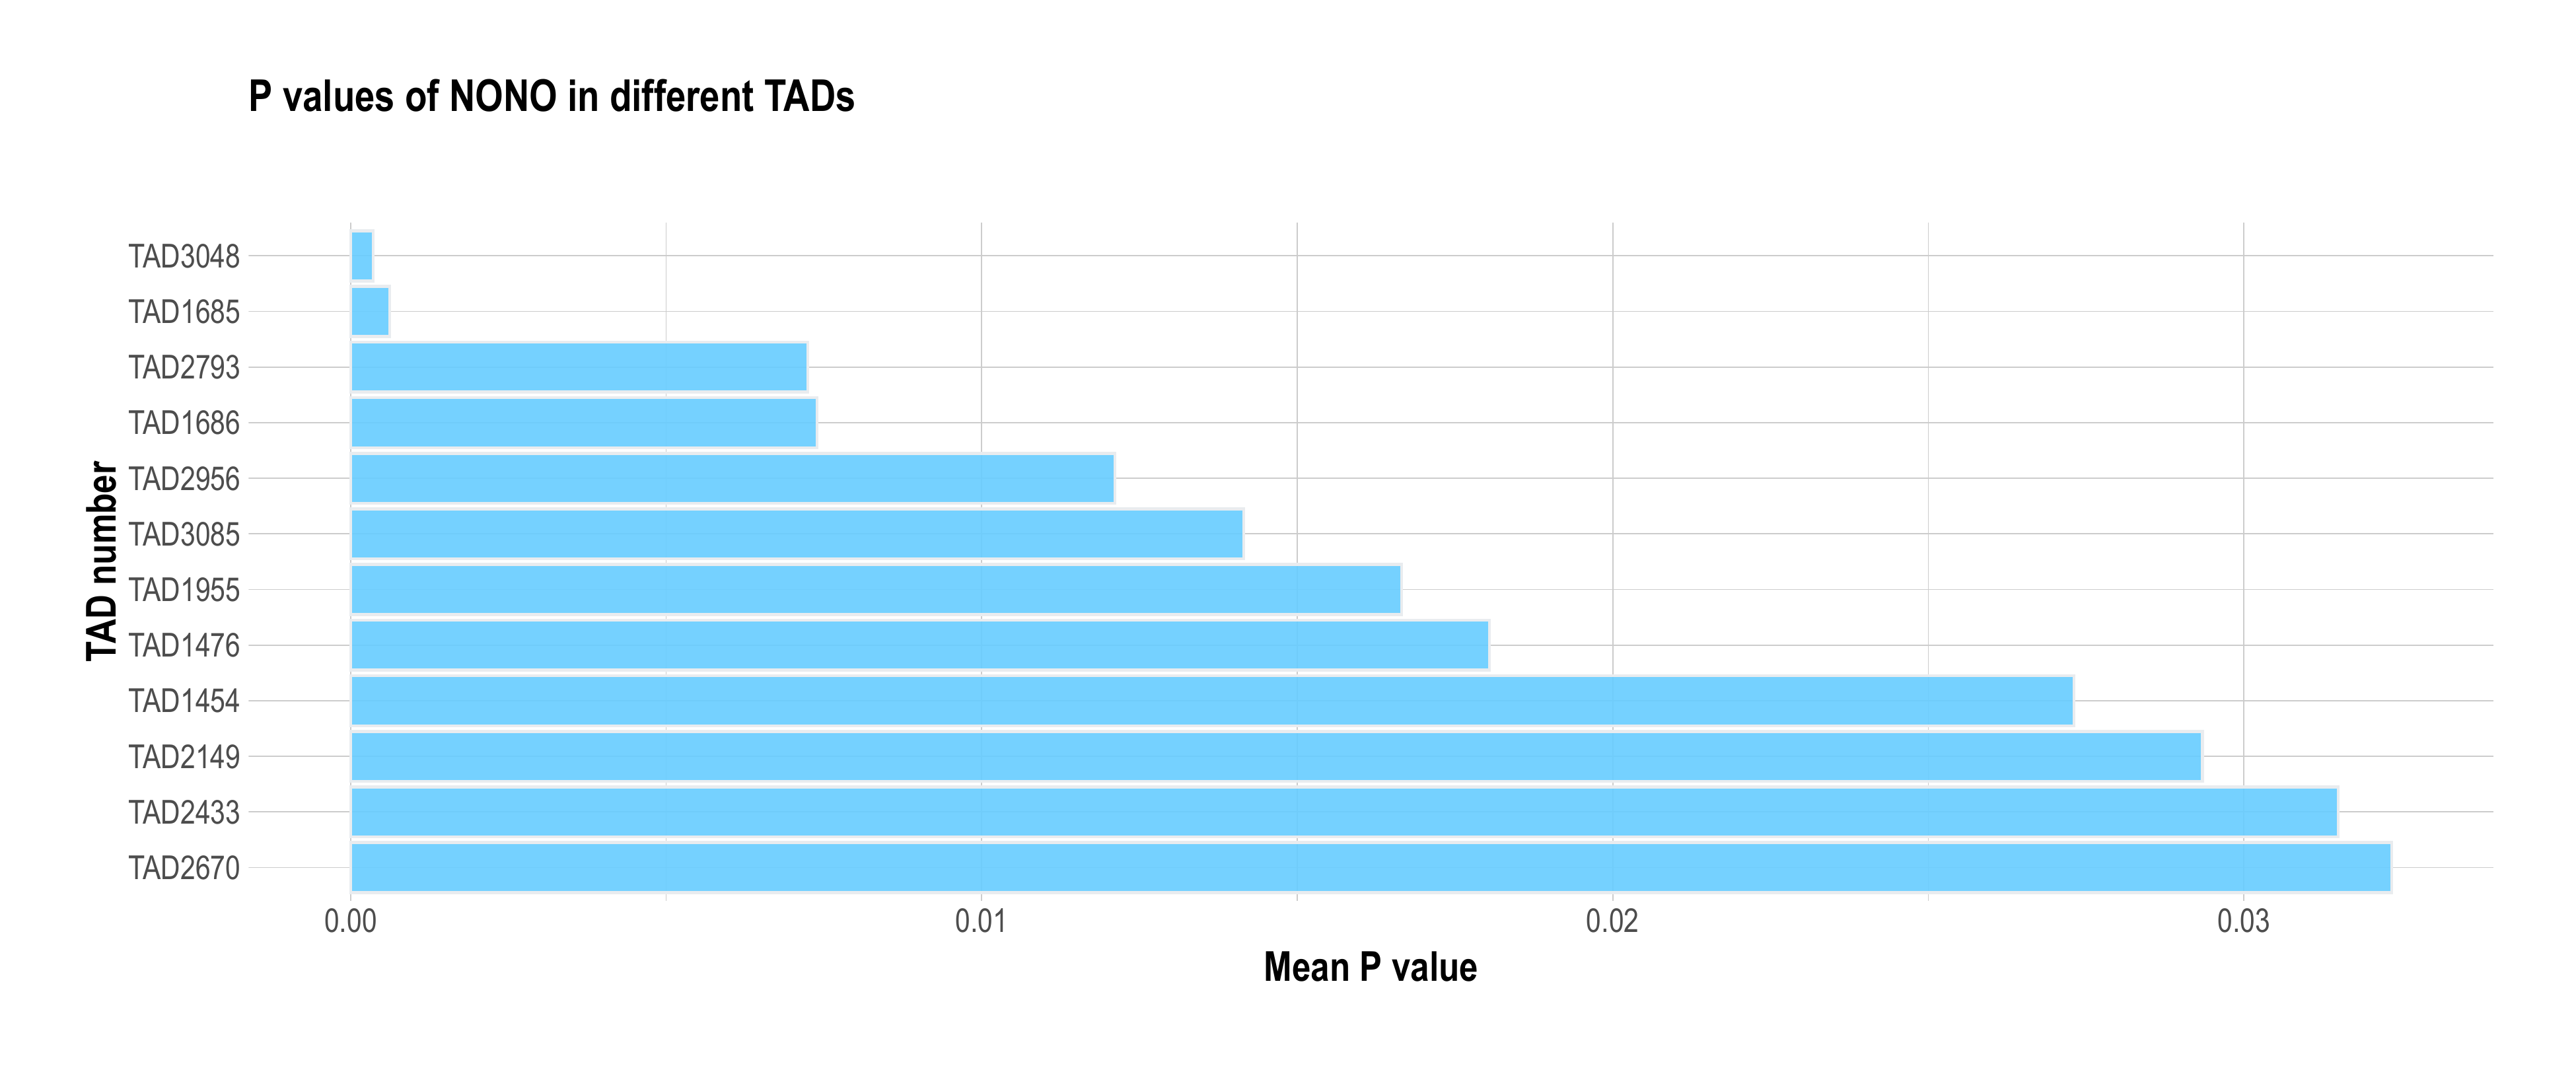 P values of NONO in different TADs
TAD number
TAD3048
TAD1685
TAD2793
TAD1686
TAD2956
TAD3085
TAD1955
TAD1476
TAD1454
TAD2149
TAD2433
TAD2670
0.00 0.01 0.02 0.03
Mean P value